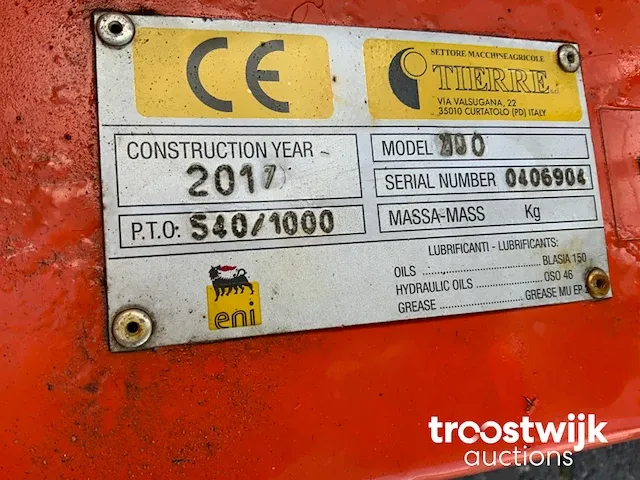 CE
SETTORE MACCHINEAGRICOLE
TIERRE s.r.l.
VIA VALSUGANA, 22
35010 CURTATOLO (PD) ITALY
CONSTRUCTION YEAR
2017
P.T.O: 540/1000
MODEL
SERIAL NUMBER 0406904
MASSA-MASS Kg
LUBRIFICANTI - LUBRIFICANTS:
OILS ........ BLASIA 150
HYDRAULIC OILS ........ OSO 46
GREASE ........ GREASE MU EP
eni
troostwijk
auctions